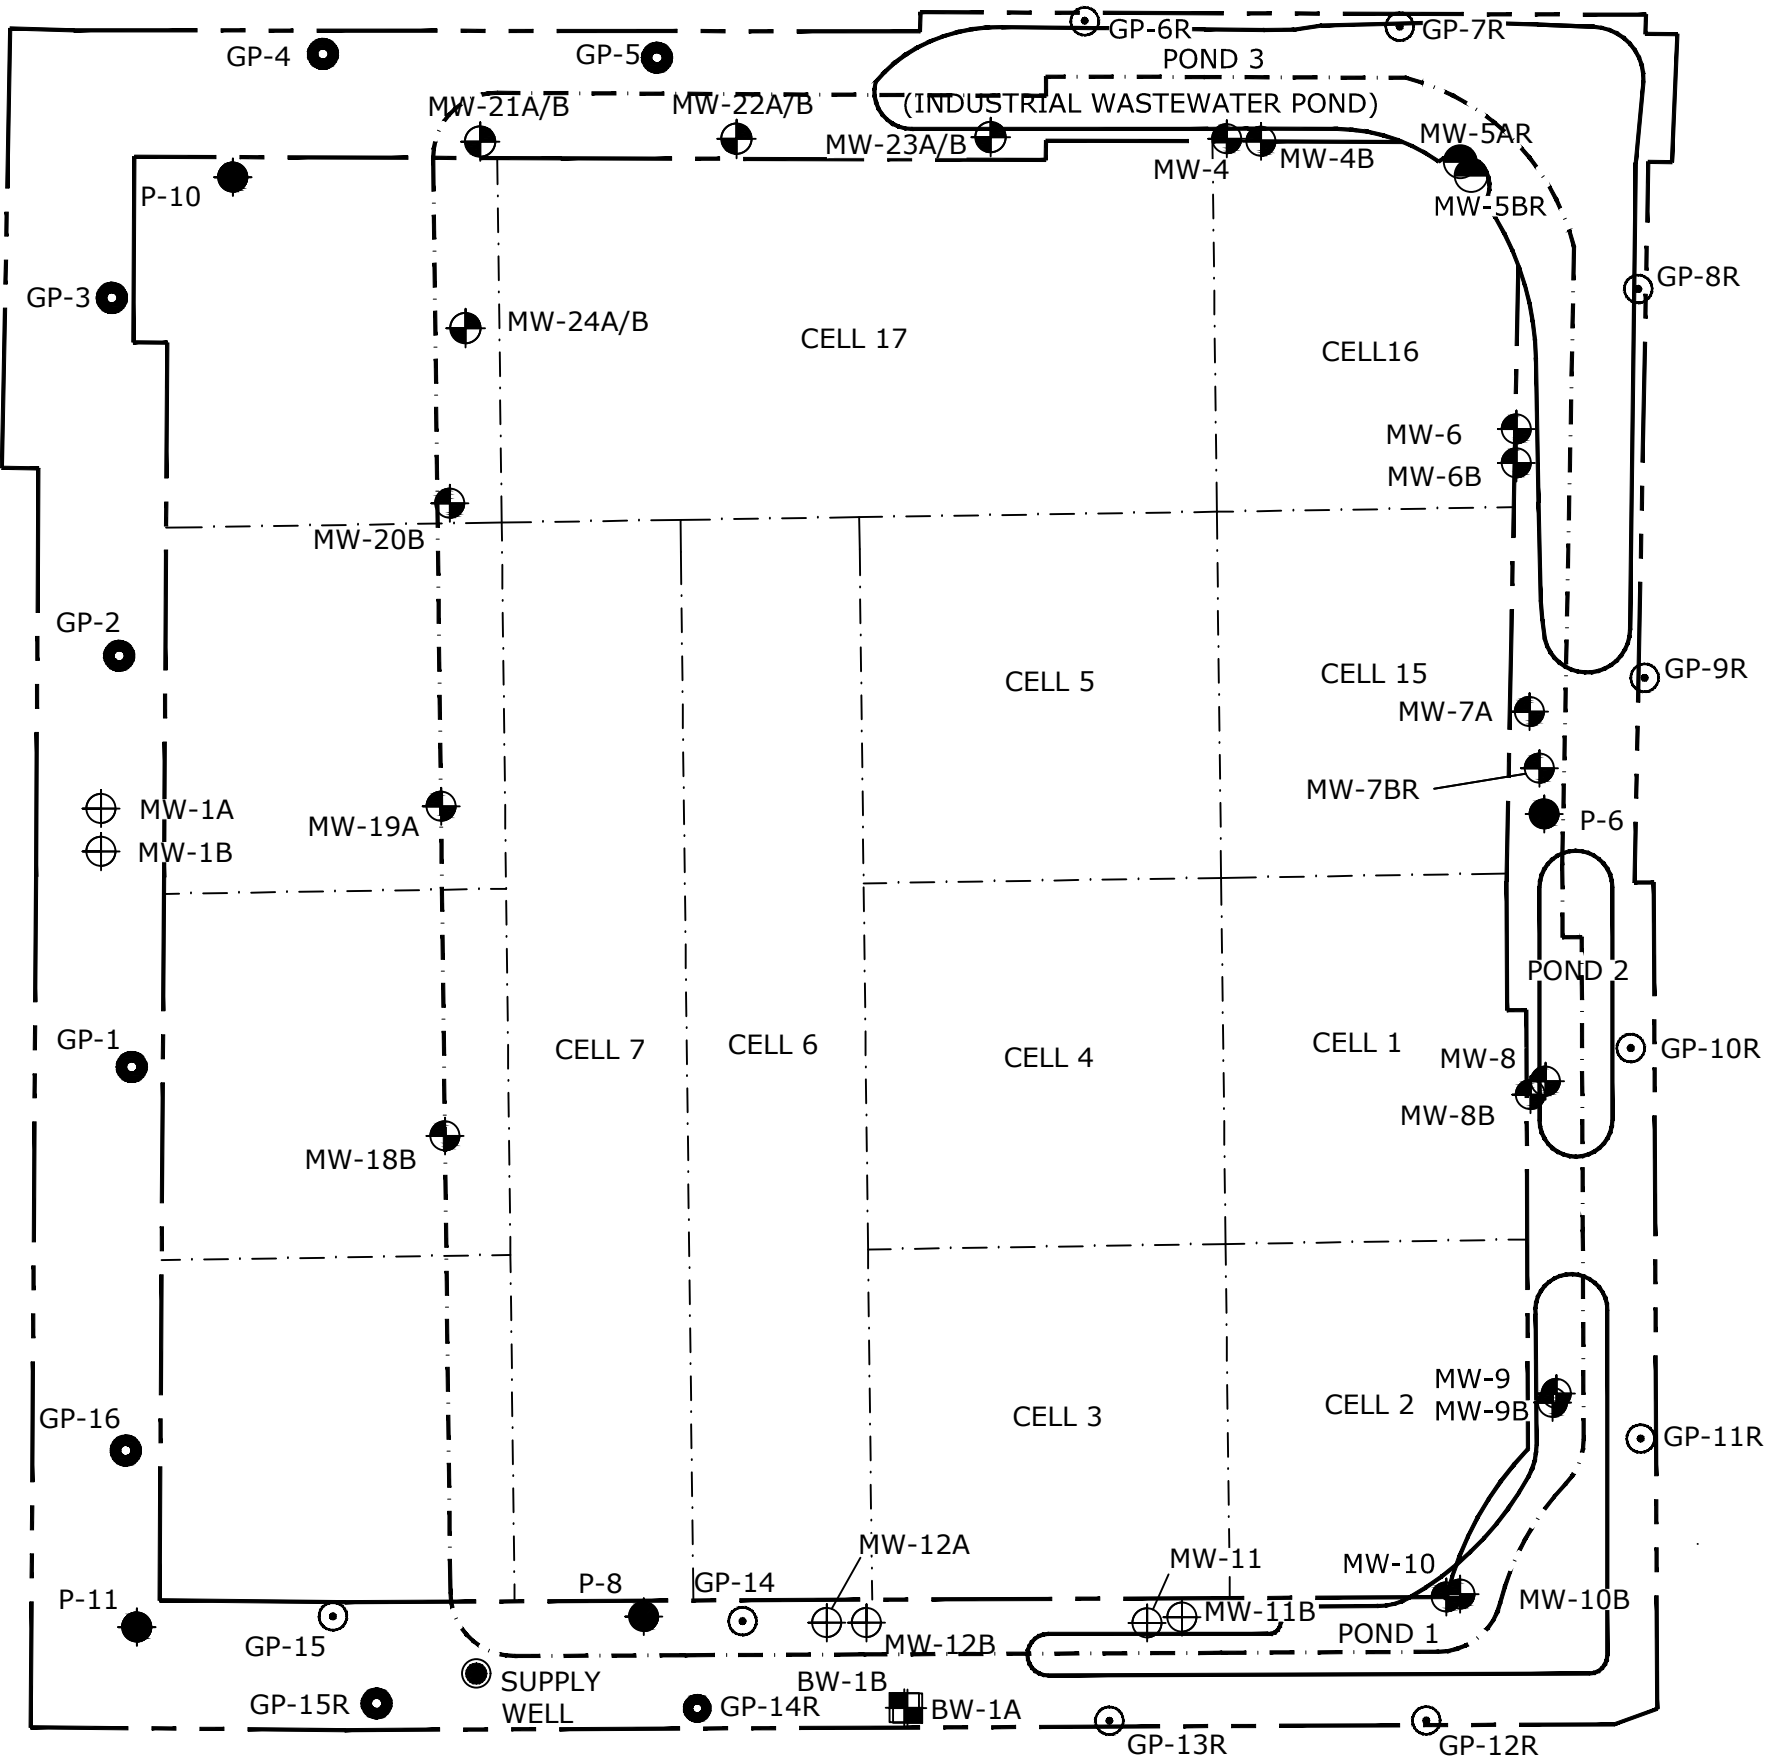 GP-6R
GP-7R
GP-4
GP-5
POND 3
(INDUSTRIAL WASTEWATER POND)
MW-21A/B
MW-22A/B
MW-23A/B
MW-4
MW-4B
MW-5AR
MW-5BR
P-10
GP-3
GP-8R
MW-24A/B
CELL 17
CELL16
MW-6
MW-6B
MW-20B
GP-2
CELL 5
CELL 15
GP-9R
MW-7A
MW-7BR
P-6
MW-1A
MW-1B
MW-19A
POND 2
GP-1
CELL 7
CELL 6
CELL 4
CELL 1
MW-8
MW-8B
GP-10R
MW-18B
GP-16
CELL 3
CELL 2
MW-9
MW-9B
GP-11R
MW-12A
MW-11
MW-10
P-11
P-8
GP-14
MW-10B
GP-15
MW-12B
MW-11B
POND 1
SUPPLY
WELL
BW-1B
BW-1A
GP-15R
GP-14R
GP-13R
GP-12R